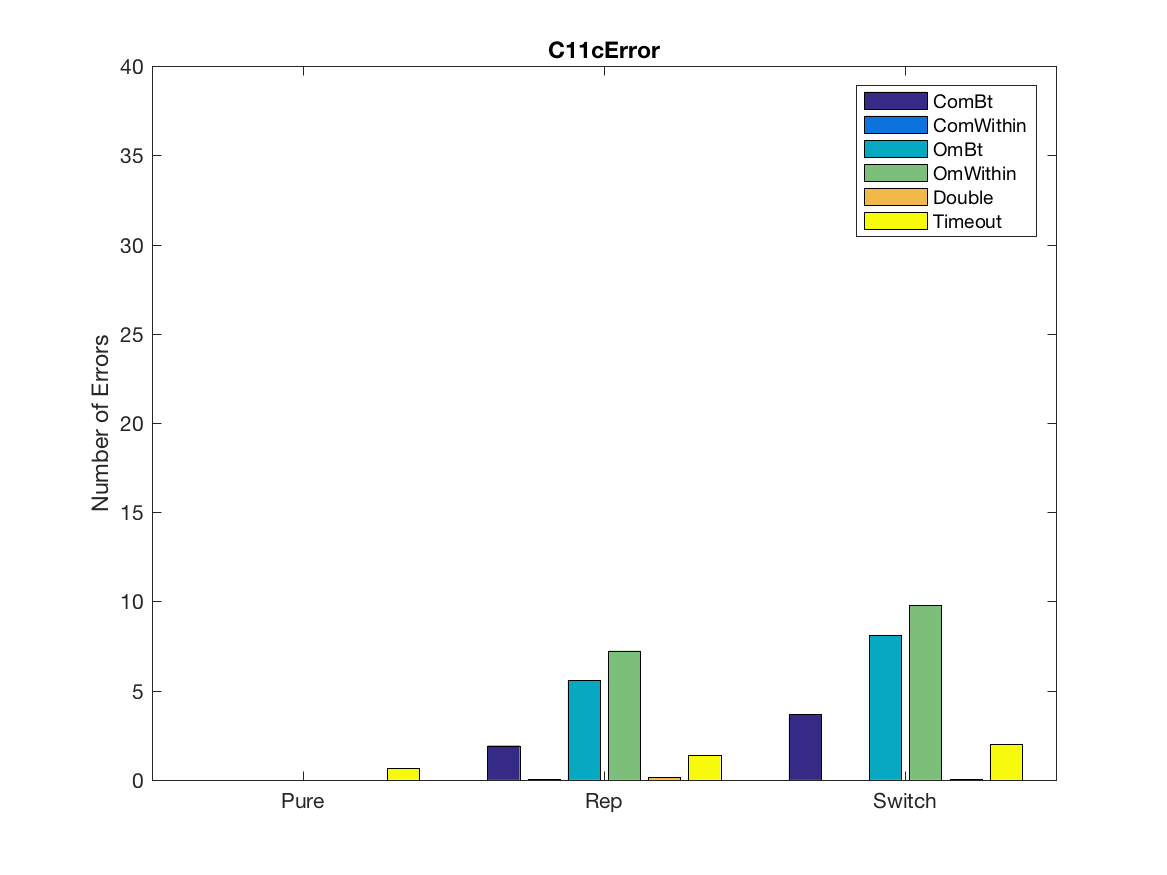 C11cError
40
35
30
25
20
15
10
5
0
Number of Errors
ComBt
ComWithin
OmBt
OmWithin
Double
Timeout
Pure
Rep
Switch